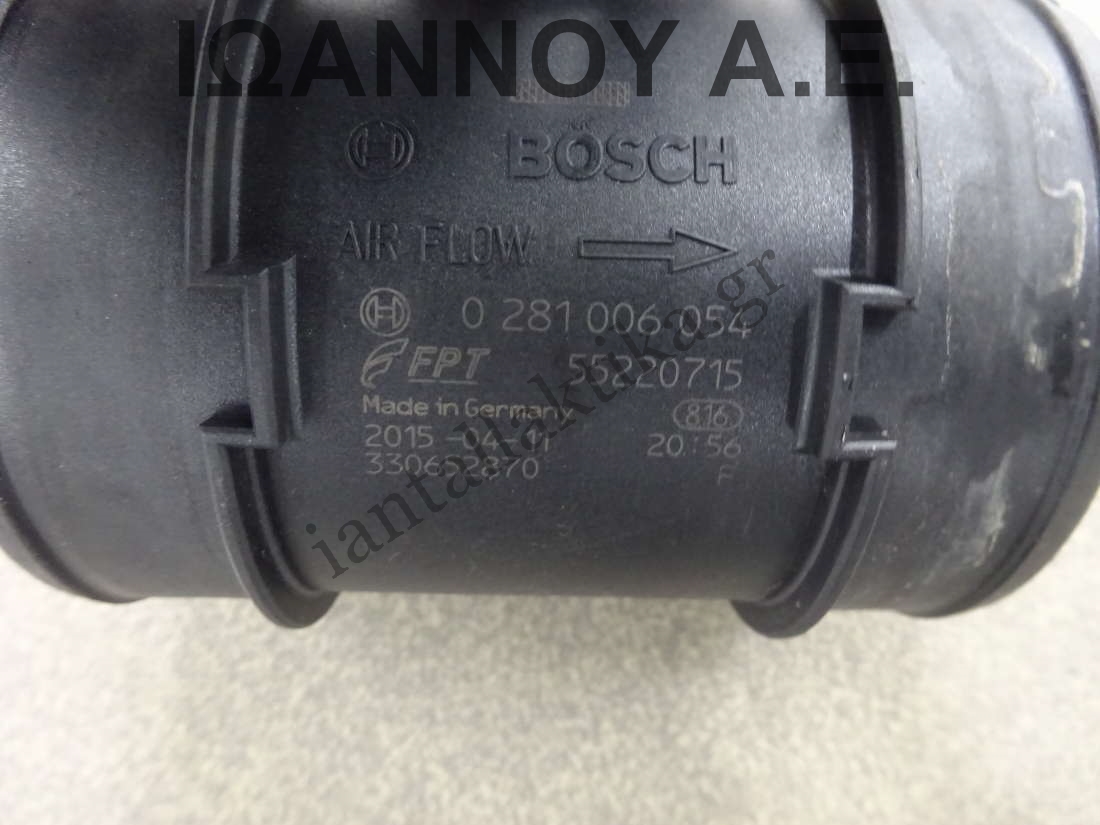 ΙΩΑΝΝΟΥ Α.Ε.
BOSCH
AIR FLOW
0 281 006 054
FPT 55220715
Made in Germany 816
2015-04-11 20:56
330652870 F
iantallaktika.gr